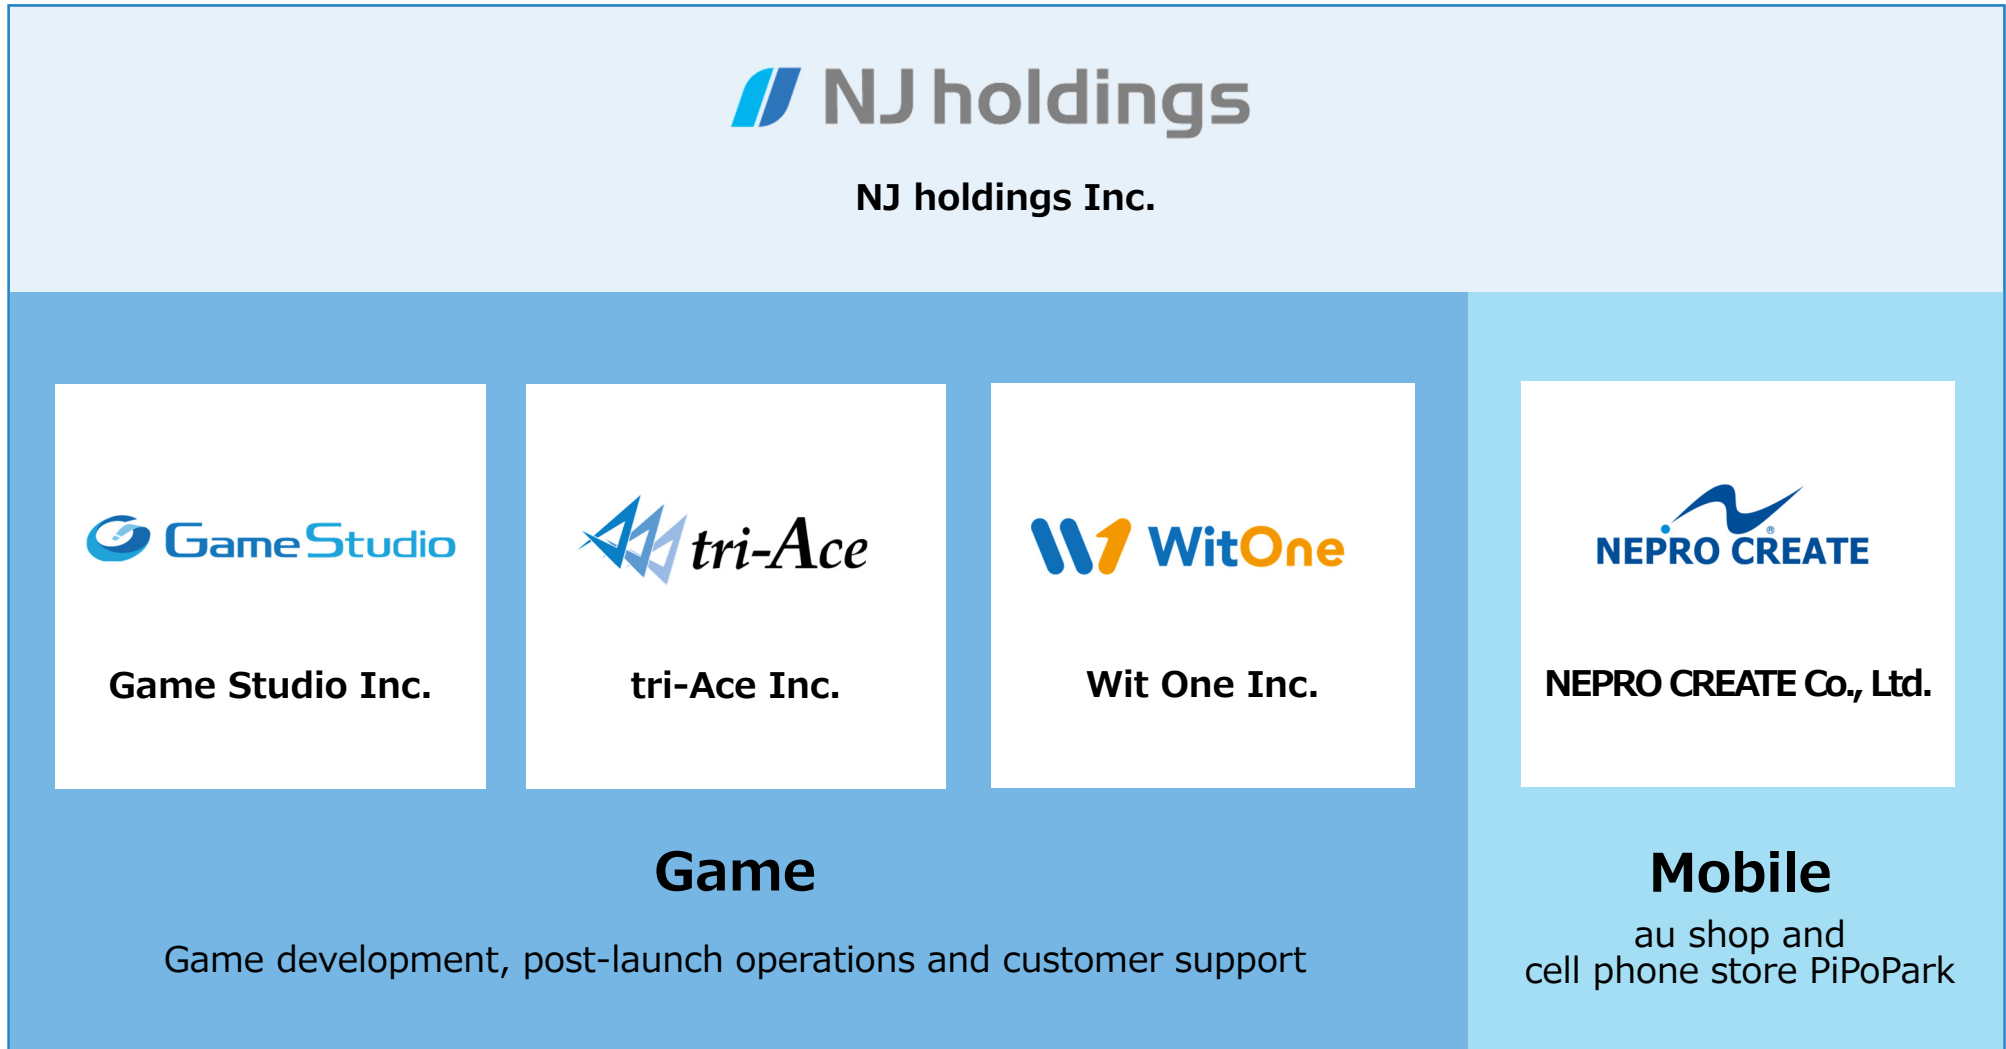 NJ holdings
NJ holdings Inc.
GameStudio
tri-Ace
WitOne
NEPRO CREATE
®
Game Studio Inc.
tri-Ace Inc.
Wit One Inc.
NEPRO CREATE Co., Ltd.
Game
Game development, post-launch operations and customer support
Mobile
au shop and
cell phone store PiPoPark